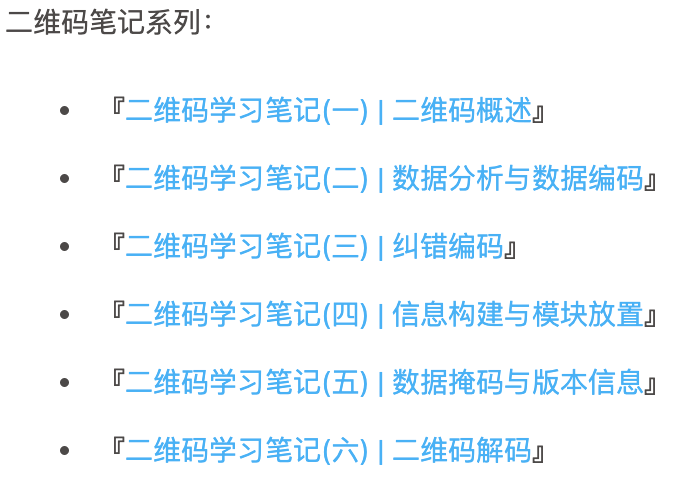 二维码笔记系列：
• 『二维码学习笔记(一) | 二维码概述』
• 『二维码学习笔记(二) | 数据分析与数据编码』
• 『二维码学习笔记(三) | 纠错编码』
• 『二维码学习笔记(四) | 信息构建与模块放置』
• 『二维码学习笔记(五) | 数据掩码与版本信息』
• 『二维码学习笔记(六) | 二维码解码』